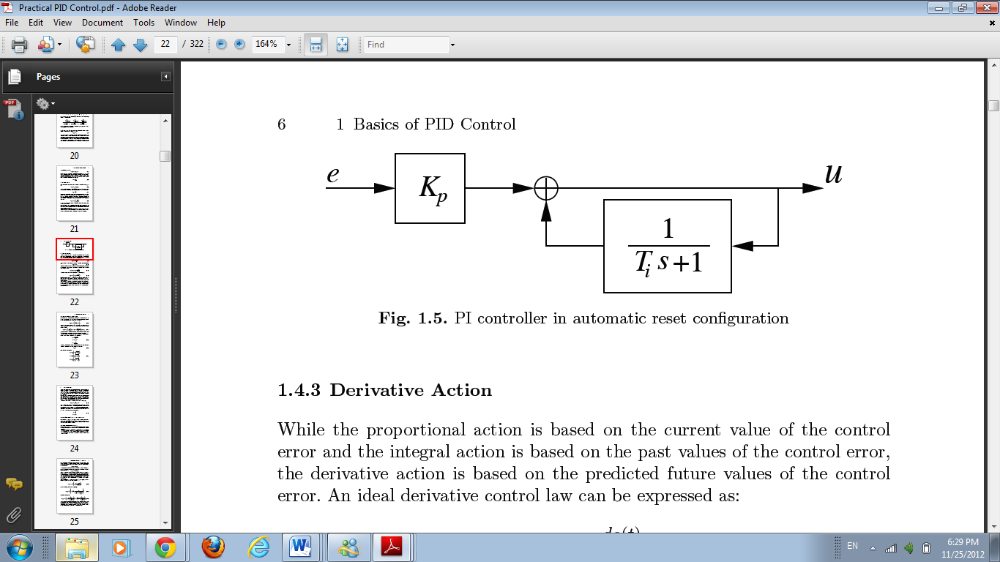 Practical PID Control.pdf - Adobe Reader
File Edit View Document Tools Window Help
22 / 322 164% Find
Pages
20
21
22
23
24
25
6 1 Basics of PID Control
e
K_p
u
1
T_i s+1
Fig. 1.5. PI controller in automatic reset configuration
1.4.3 Derivative Action
While the proportional action is based on the current value of the control
error and the integral action is based on the past values of the control error,
the derivative action is based on the predicted future values of the control
error. An ideal derivative control law can be expressed as:
EN
6:29 PM
11/25/2012